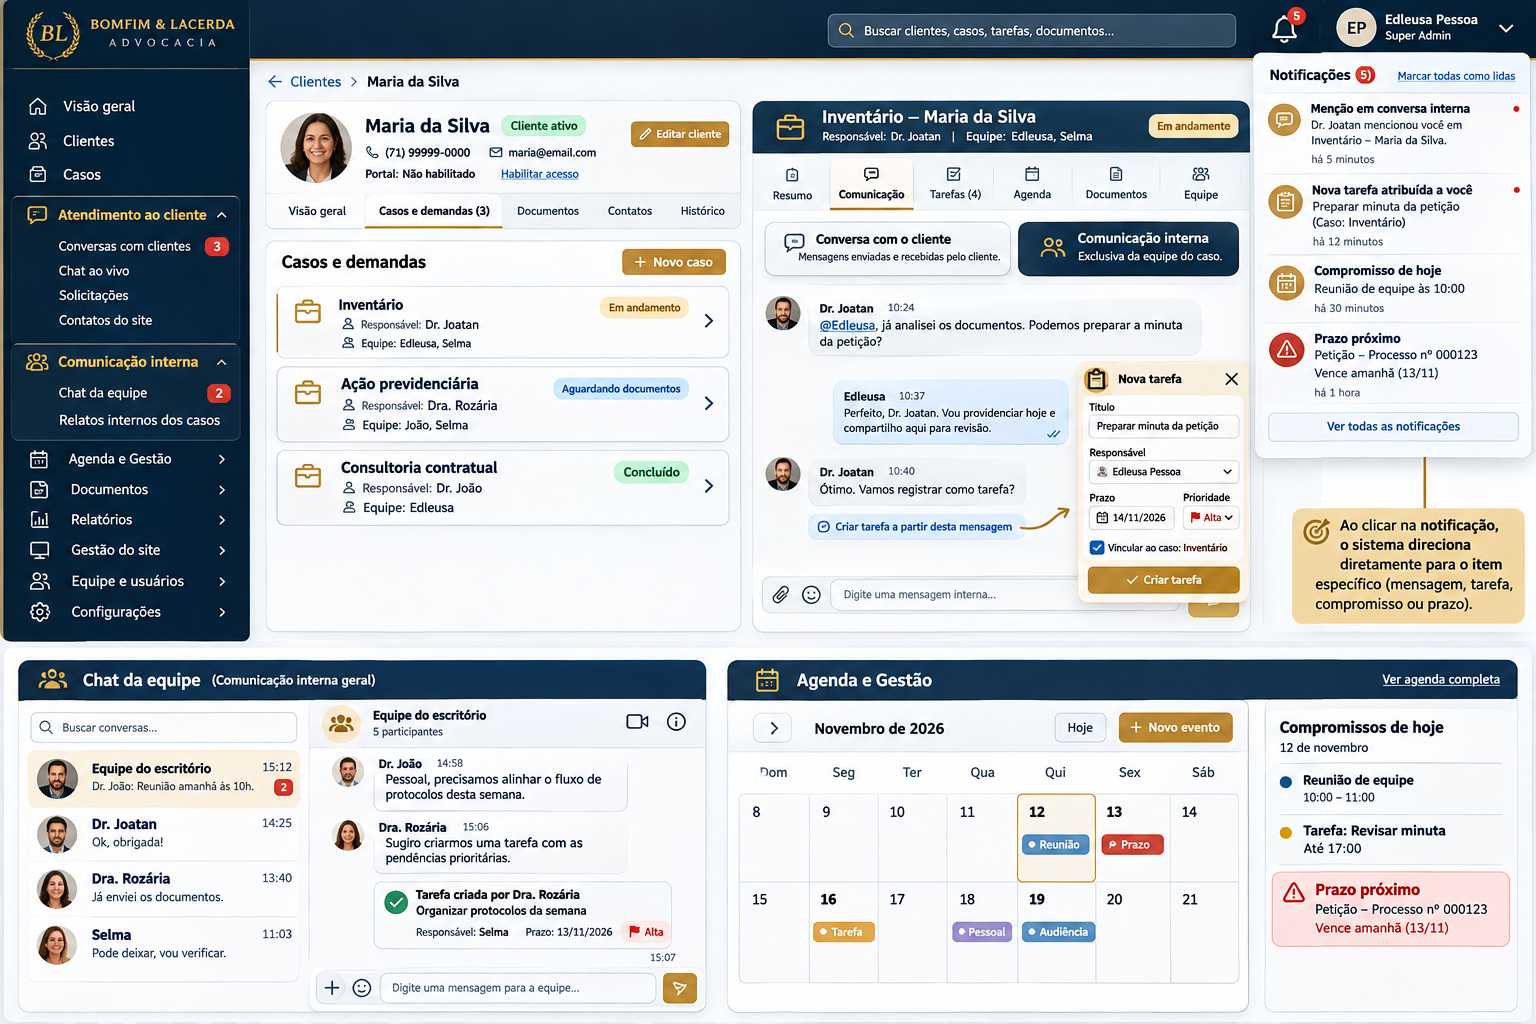 BL
BOMFIM & LACERDA
ADVOCACIA
Buscar clientes, casos, tarefas, documentos...
5
EP
Edleusa Pessoa
Super Admin
Visão geral
Clientes
Casos
Atendimento ao cliente
Conversas com clientes 3
Chat ao vivo
Solicitações
Contatos do site
Comunicação interna
Chat da equipe 2
Relatos internos dos casos
Agenda e Gestão
Documentos
Relatórios
Gestão do site
Equipe e usuários
Configurações
Clientes > Maria da Silva
Maria da Silva Cliente ativo
Editar cliente
(71) 99999-0000 maria@email.com
Portal: Não habilitado Habilitar acesso
Visão geral Casos e demandas (3) Documentos Contatos Histórico
Casos e demandas
+ Novo caso
Inventário Em andamento
Responsável: Dr. Joatan
Equipe: Edleusa, Selma
Ação previdenciária Aguardando documentos
Responsável: Dra. Rozária
Equipe: João, Selma
Consultoria contratual Concluído
Responsável: Dr. João
Equipe: Edleusa
Inventário – Maria da Silva
Responsável: Dr. Joatan | Equipe: Edleusa, Selma
Em andamento
Resumo Comunicação Tarefas (4) Agenda Documentos Equipe
Conversa com o cliente
Mensagens enviadas e recebidas pelo cliente.
Comunicação interna
Exclusiva da equipe do caso.
Dr. Joatan 10:24
@Edleusa, já analisei os documentos. Podemos preparar a minuta
da petição?
Edleusa 10:37
Perfeito, Dr. Joatan. Vou providenciar hoje e
compartilho aqui para revisão.
Dr. Joatan 10:40
Ótimo. Vamos registrar como tarefa?
Criar tarefa a partir desta mensagem
Digite uma mensagem interna...
Nova tarefa
Titulo
Preparar minuta da petição
Responsável
Edleusa Pessoa
Prazo Prioridade
14/11/2026 Alta
Vincular ao caso: Inventário
Criar tarefa
Notificações 5)
Marcar todas como lidas
Menção em conversa interna
Dr. Joatan mencionou você em
Inventário – Maria da Silva.
há 5 minutos
Nova tarefa atribuída a você
Preparar minuta da petição
(Caso: Inventário)
há 12 minutos
Compromisso de hoje
Reunião de equipe às 10:00
há 30 minutos
Prazo próximo
Petição – Processo nº 000123
Vence amanhã (13/11)
há 1 hora
Ver todas as notificações
Ao clicar na notificação,
o sistema direciona
diretamente para o item
específico (mensagem, tarefa,
compromisso ou prazo).
Chat da equipe (Comunicação interna geral)
Buscar conversas...
Equipe do escritório 15:12
Dr. João: Reunião amanhã às 10h. 2
Dr. Joatan 14:25
Ok, obrigada!
Dra. Rozária 13:40
Já enviei os documentos.
Selma 11:03
Pode deixar, vou verificar.
Equipe do escritório
5 participantes
Dr. João 14:58
Pessoal, precisamos alinhar o fluxo de
protocolos desta semana.
Dra. Rozária 15:06
Sugiro criarmos uma tarefa com as
pendências prioritárias.
Tarefa criada por Dra. Rozária
Organizar protocolos da semana
Responsável: Selma Prazo: 13/11/2026 Alta
15:07
Digite uma mensagem para a equipe...
Agenda e Gestão
Ver agenda completa
Novembro de 2026
Hoje
+ Novo evento
Dom Seg Ter Qua Qui Sex Sáb
8 9 10 11 12 13 14
Reunião Prazo
15 16 17 18 19 20 21
Tarefa Pessoal Audiência
Compromissos de hoje
12 de novembro
Reunião de equipe
10:00 – 11:00
Tarefa: Revisar minuta
Até 17:00
Prazo próximo
Petição – Processo nº 000123
Vence amanhã (13/11)